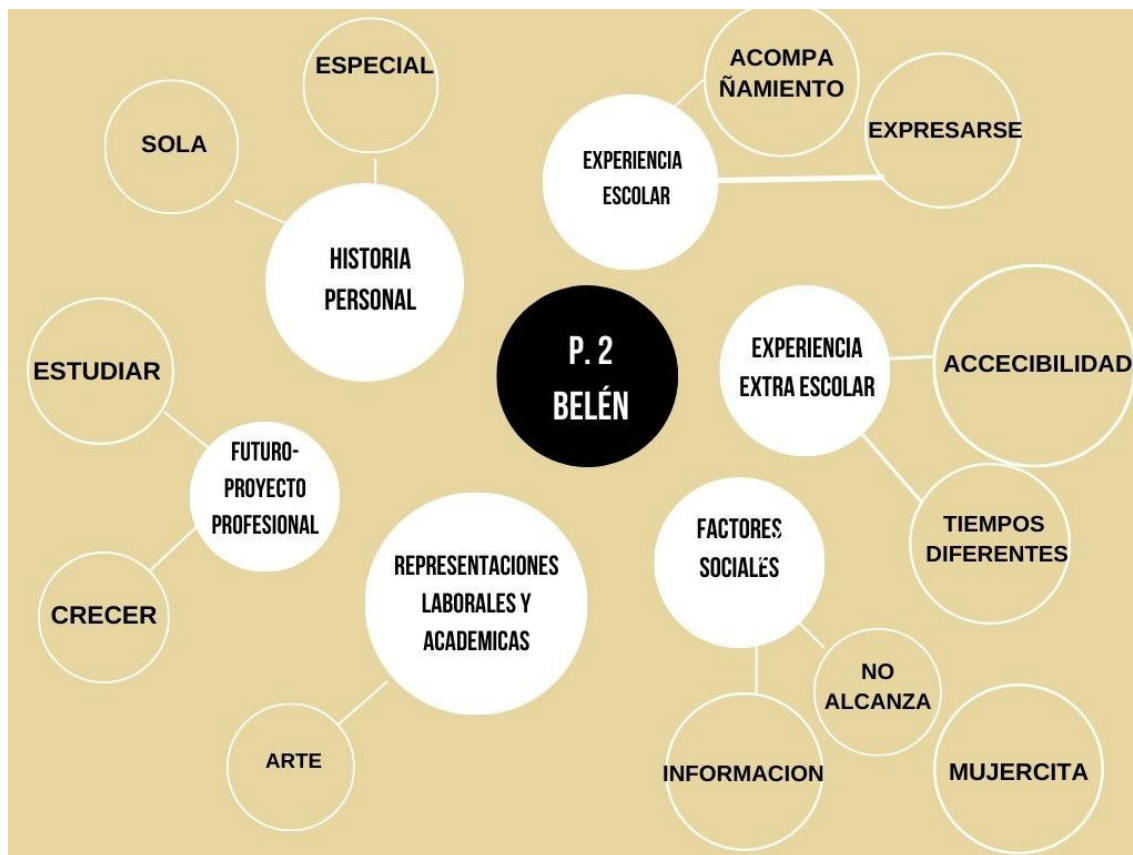 ESPECIAL
SOLA
HISTORIA
PERSONAL
ACOMPA
ÑAMIENTO
EXPRESARSE
EXPERIENCIA
ESCOLAR
P. 2
BELÉN
EXPERIENCIA
EXTRA ESCOLAR
ACCECIBILIDAD
TIEMPOS
DIFERENTES
ESTUDIAR
FUTURO-
PROYECTO
PROFESIONAL
CRECER
REPRESENTACIONES
LABORALES Y
ACADEMICAS
ARTE
FACTORES
SOCIALES
NO
ALCANZA
INFORMACION
MUJERCITA